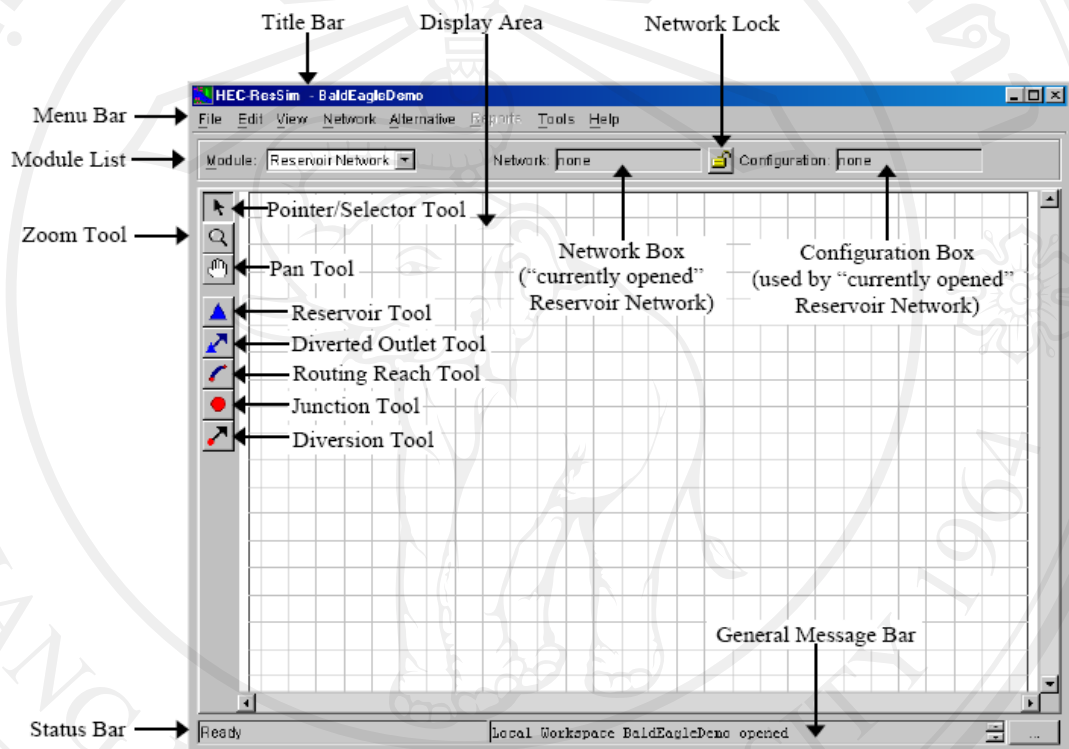 Title Bar
Display Area
Network Lock
HEC-ResSim - BaldEagleDemo
Menu Bar
File Edit View Network Alternative Reports Tools Help
Module List
Module: Reservoir Network
Network: none
Configuration: none
Pointer/Selector Tool
Zoom Tool
Pan Tool
Network Box
("currently opened"
Reservoir Network)
Configuration Box
(used by "currently opened"
Reservoir Network)
Reservoir Tool
Diverted Outlet Tool
Routing Reach Tool
Junction Tool
Diversion Tool
General Message Bar
Status Bar
Ready
Local Workspace BaldEagleDemo opened
...
1964